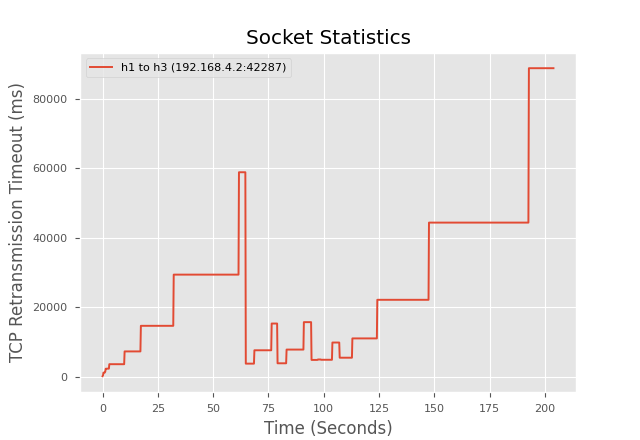 Socket Statistics
h1 to h3 (192.168.4.2:42287)
TCP Retransmission Timeout (ms)
80000
60000
40000
20000
0
0 25 50 75 100 125 150 175 200
Time (Seconds)